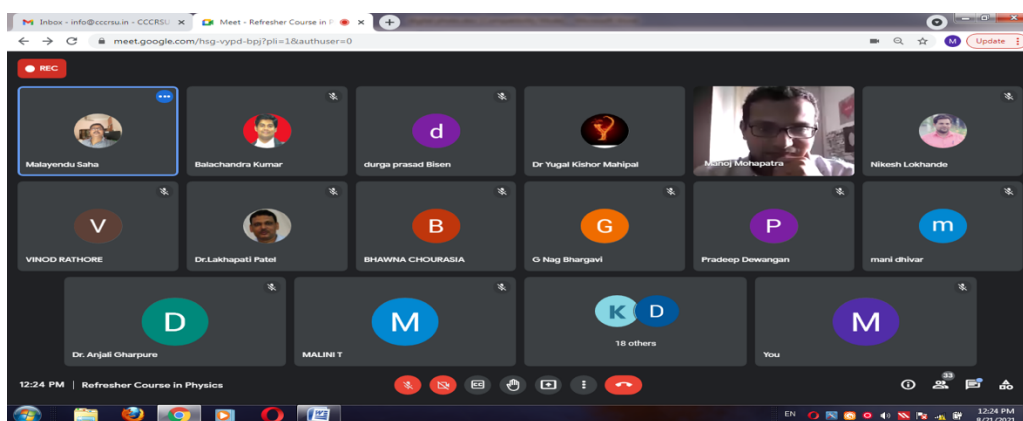 Inbox - info@cccrsu.in - CCCRSU
Meet - Refresher Course in P
meet.google.com/hsg-vypd-bpj?pli=1&authuser=0
M
Update
REC
Malayendu Saha
Balachandra Kumar
d
durga prasad Bisen
Dr Yugal Kishor Mahipal
Manoj Mohapatra
Nikesh Lokhande
V
VINOD RATHORE
Dr.Lakhapati Patel
B
BHAWNA CHOURASIA
G
G Nag Bhargavi
P
Pradeep Dewangan
m
mani dhivar
D
Dr. Anjali Gharpure
M
MALINI T
K D
18 others
M
You
12:24 PM | Refresher Course in Physics
33
EN
12:24 PM
8/21/2021